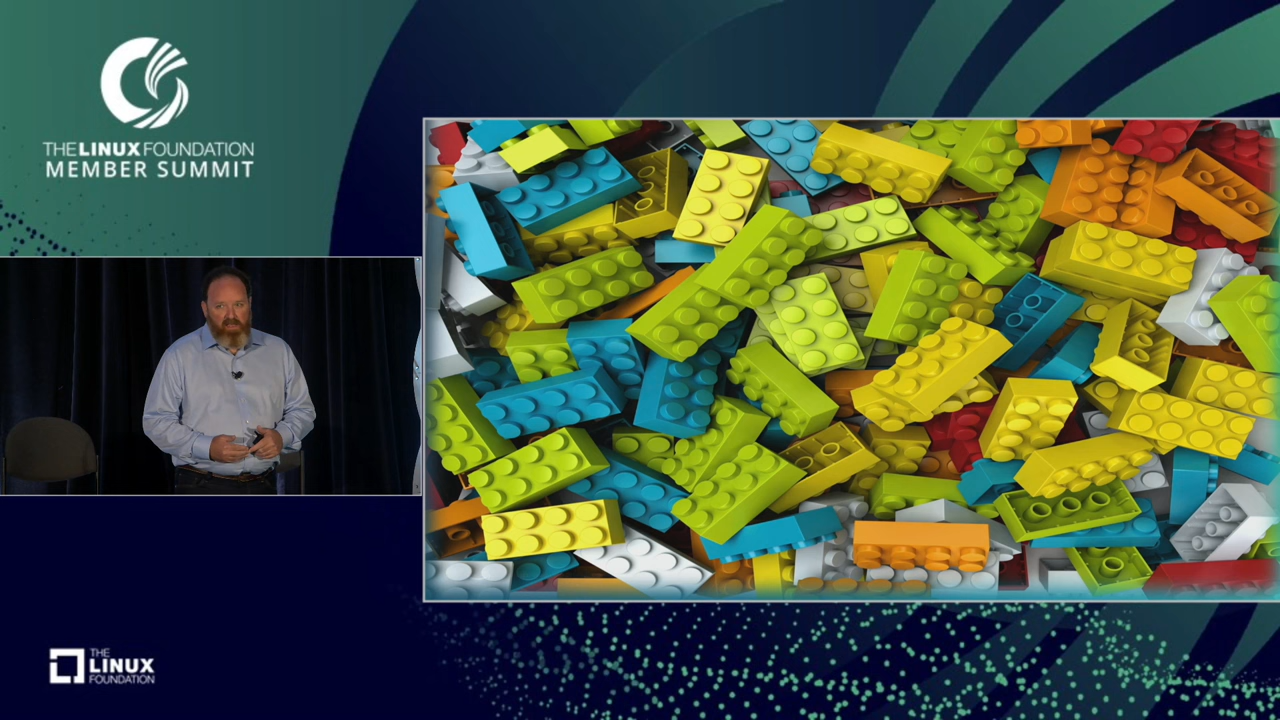 THE LINUX FOUNDATION
MEMBER SUMMIT
THE
LINUX
FOUNDATION